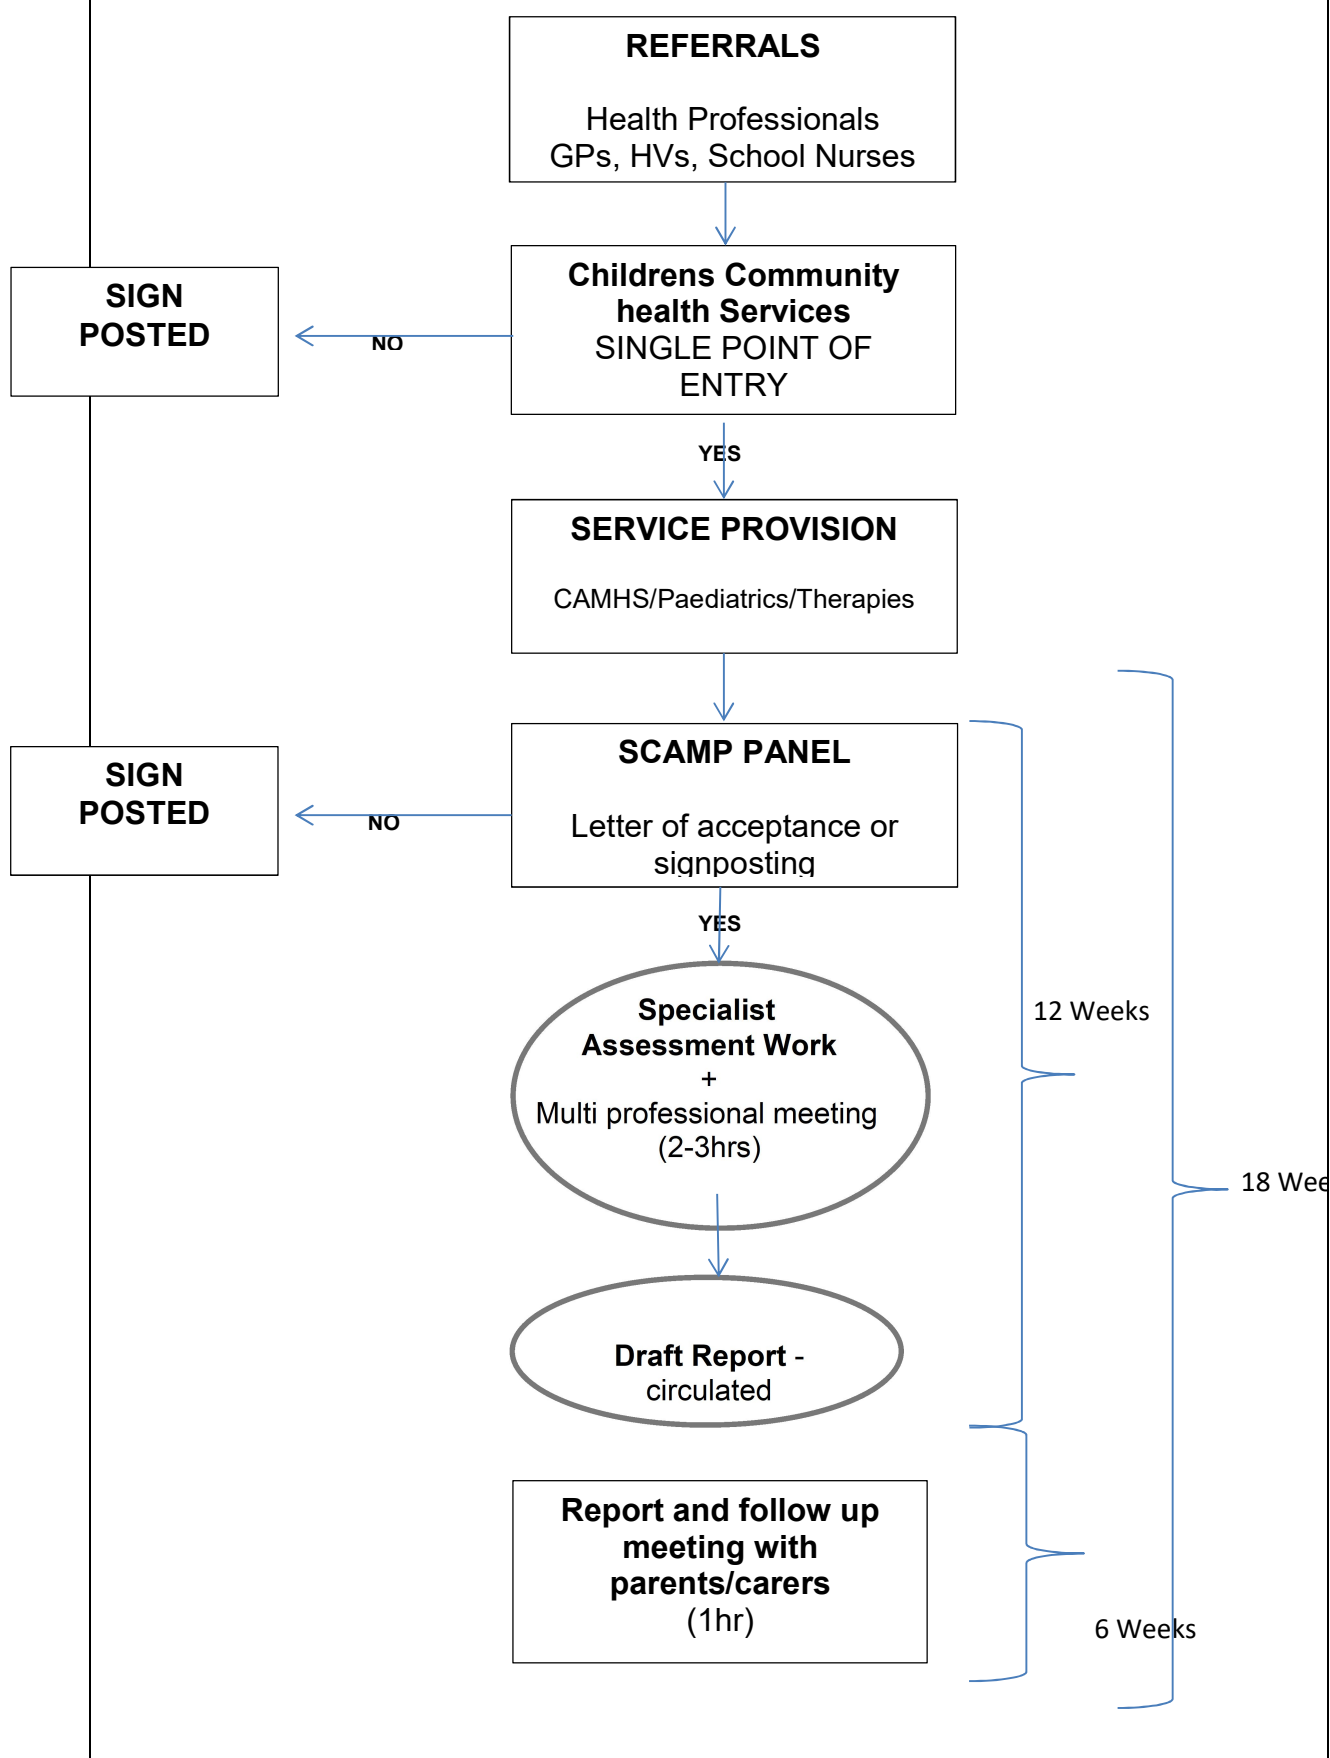 REFERRALS
Health Professionals
GPs, HVs, School Nurses
Childrens Community
health Services
SINGLE POINT OF
ENTRY
SIGN
POSTED
NO
YES
SERVICE PROVISION
CAMHS/Paediatrics/Therapies
SCAMP PANEL
Letter of acceptance or
signposting
SIGN
POSTED
NO
YES
Specialist
Assessment Work
+
Multi professional meeting
(2-3hrs)
12 Weeks
18 Wee
Draft Report -
circulated
Report and follow up
meeting with
parents/carers
(1hr)
6 Weeks